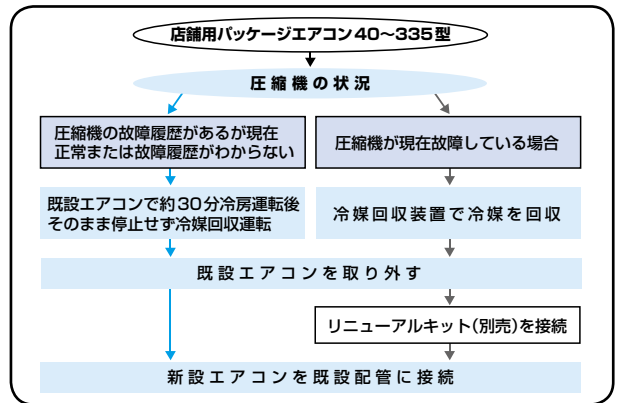 店舗用パッケージエアコン40〜335型
圧縮機の状況
圧縮機の故障履歴があるが現在
正常または故障履歴がわからない
圧縮機が現在故障している場合
既設エアコンで約30分冷房運転後
そのまま停止せず冷媒回収運転
冷媒回収装置で冷媒を回収
既設エアコンを取り外す
リニューアルキット(別売)を接続
新設エアコンを既設配管に接続